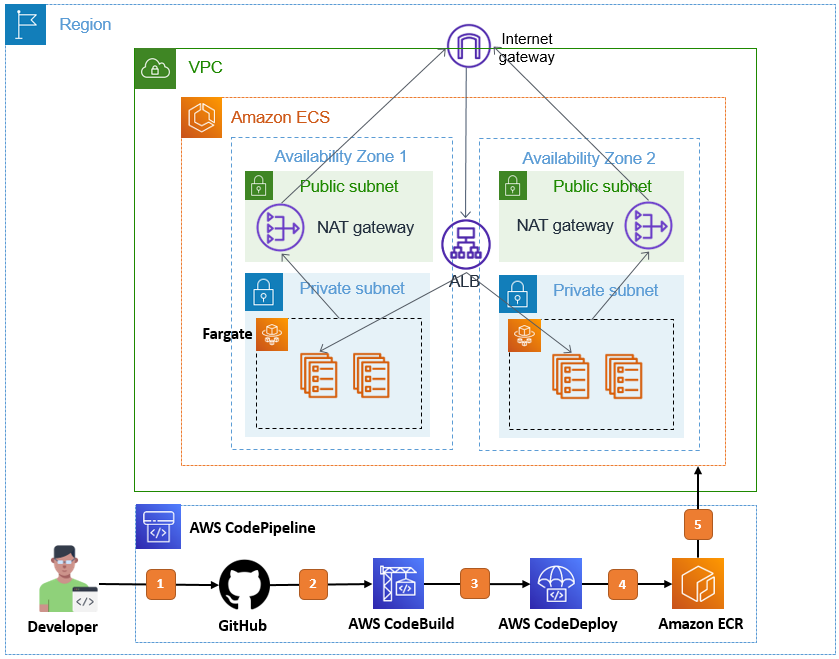 Region
Internet
gateway
VPC
Amazon ECS
Availability Zone 1
Availability Zone 2
Public subnet
Public subnet
NAT gateway
NAT gateway
ALB
Private subnet
Private subnet
Fargate
AWS CodePipeline
5
1
2
3
4
</>
</>
</>
</>
Developer
GitHub
AWS CodeBuild
AWS CodeDeploy
Amazon ECR